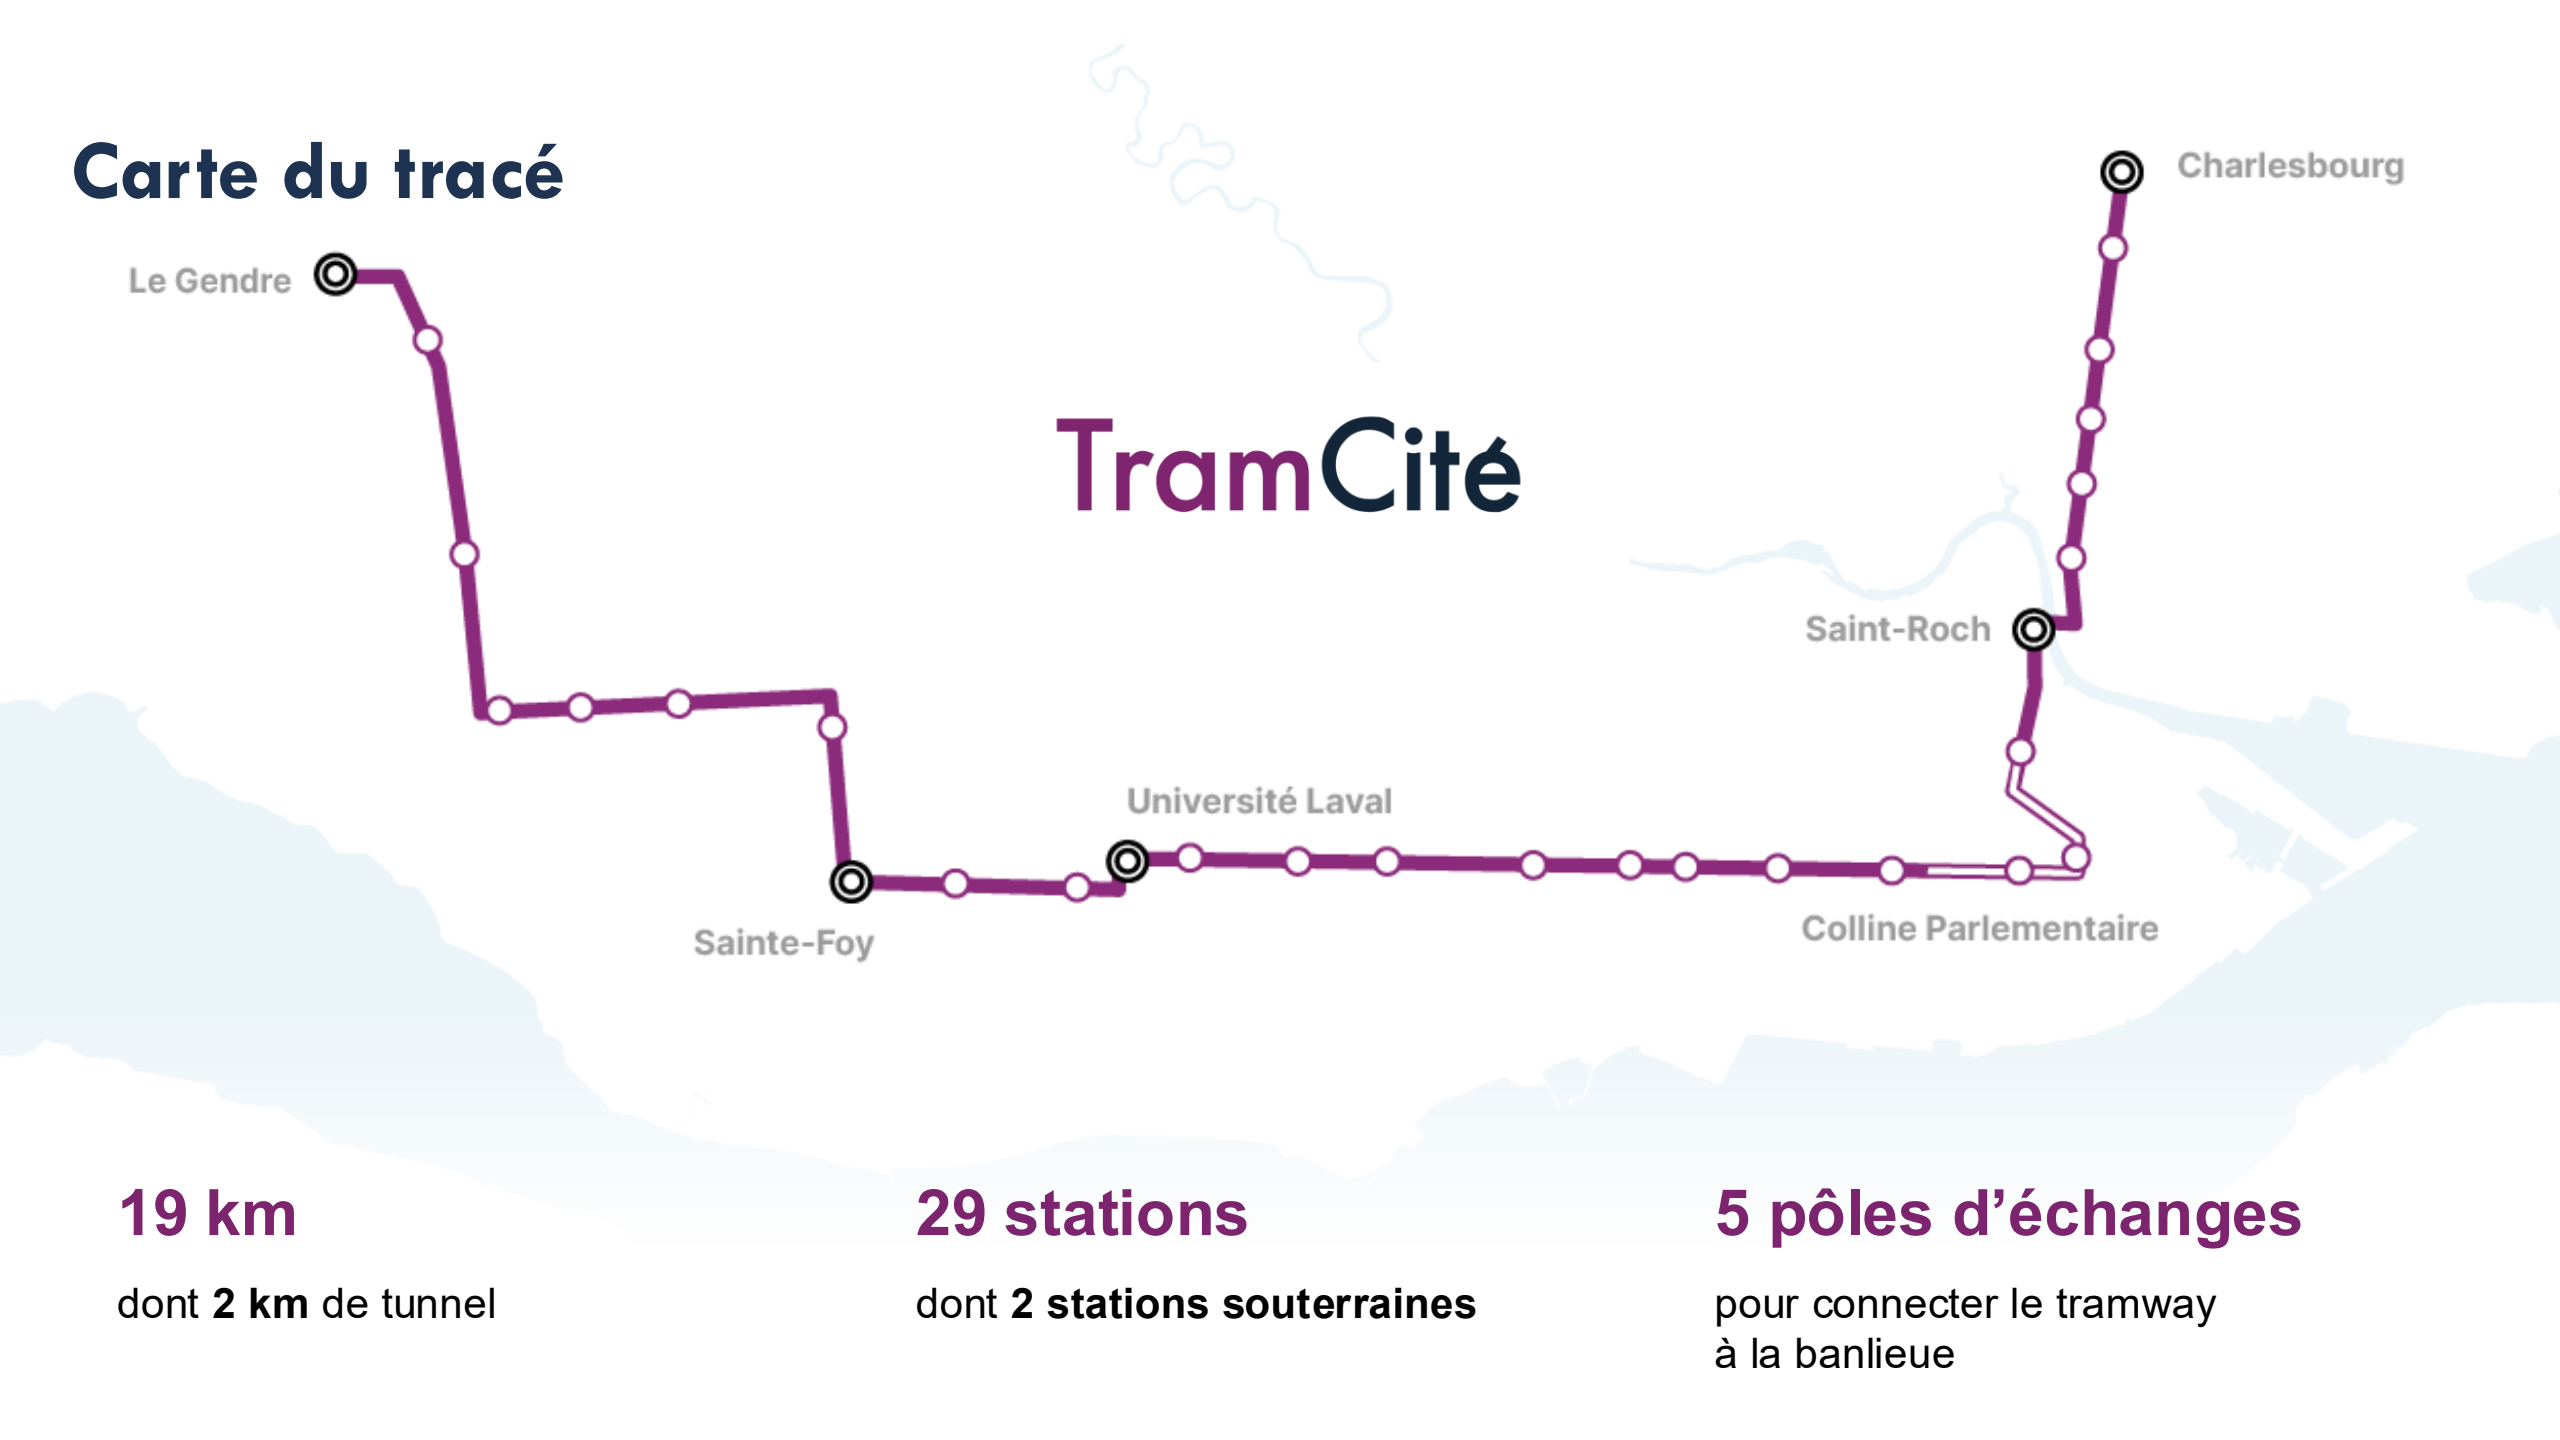 Carte du tracé
Charlesbourg
Le Gendre
TramCité
Saint-Roch
Université Laval
Colline Parlementaire
Sainte-Foy
19 km
dont 2 km de tunnel
29 stations
dont 2 stations souterraines
5 pôles d’échanges
pour connecter le tramway
à la banlieue